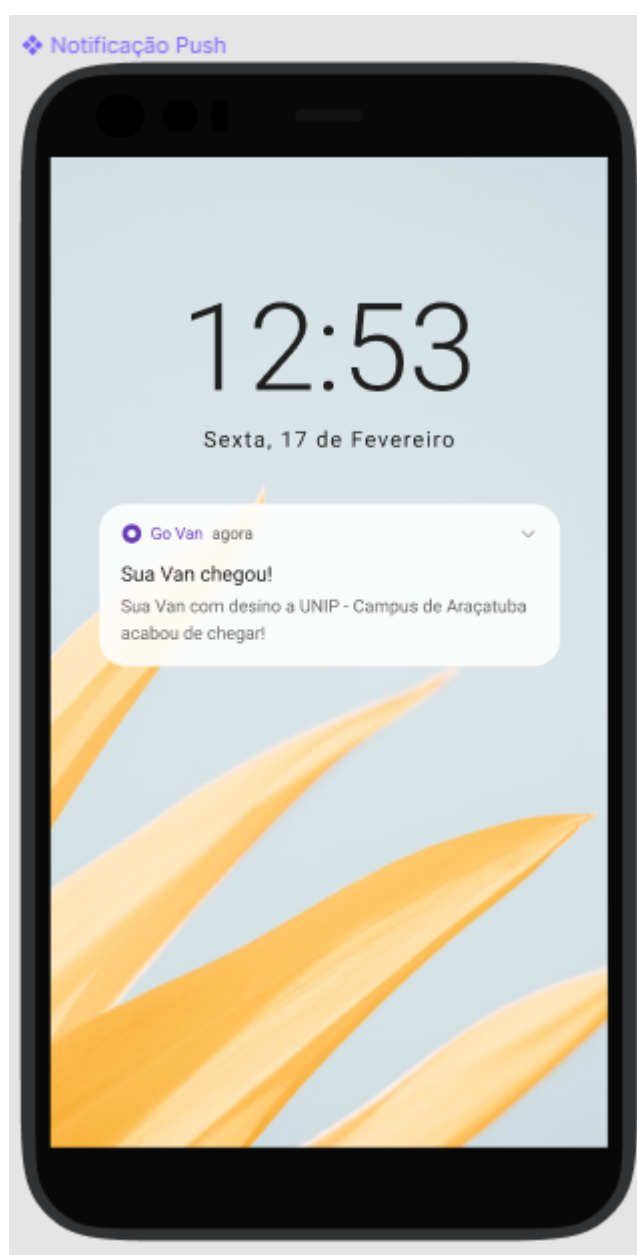 Notificação Push
12:53
Sexta, 17 de Fevereiro
Go Van agora
Sua Van chegou!
Sua Van com desino a UNIP - Campus de Araçatuba
acabou de chegar!